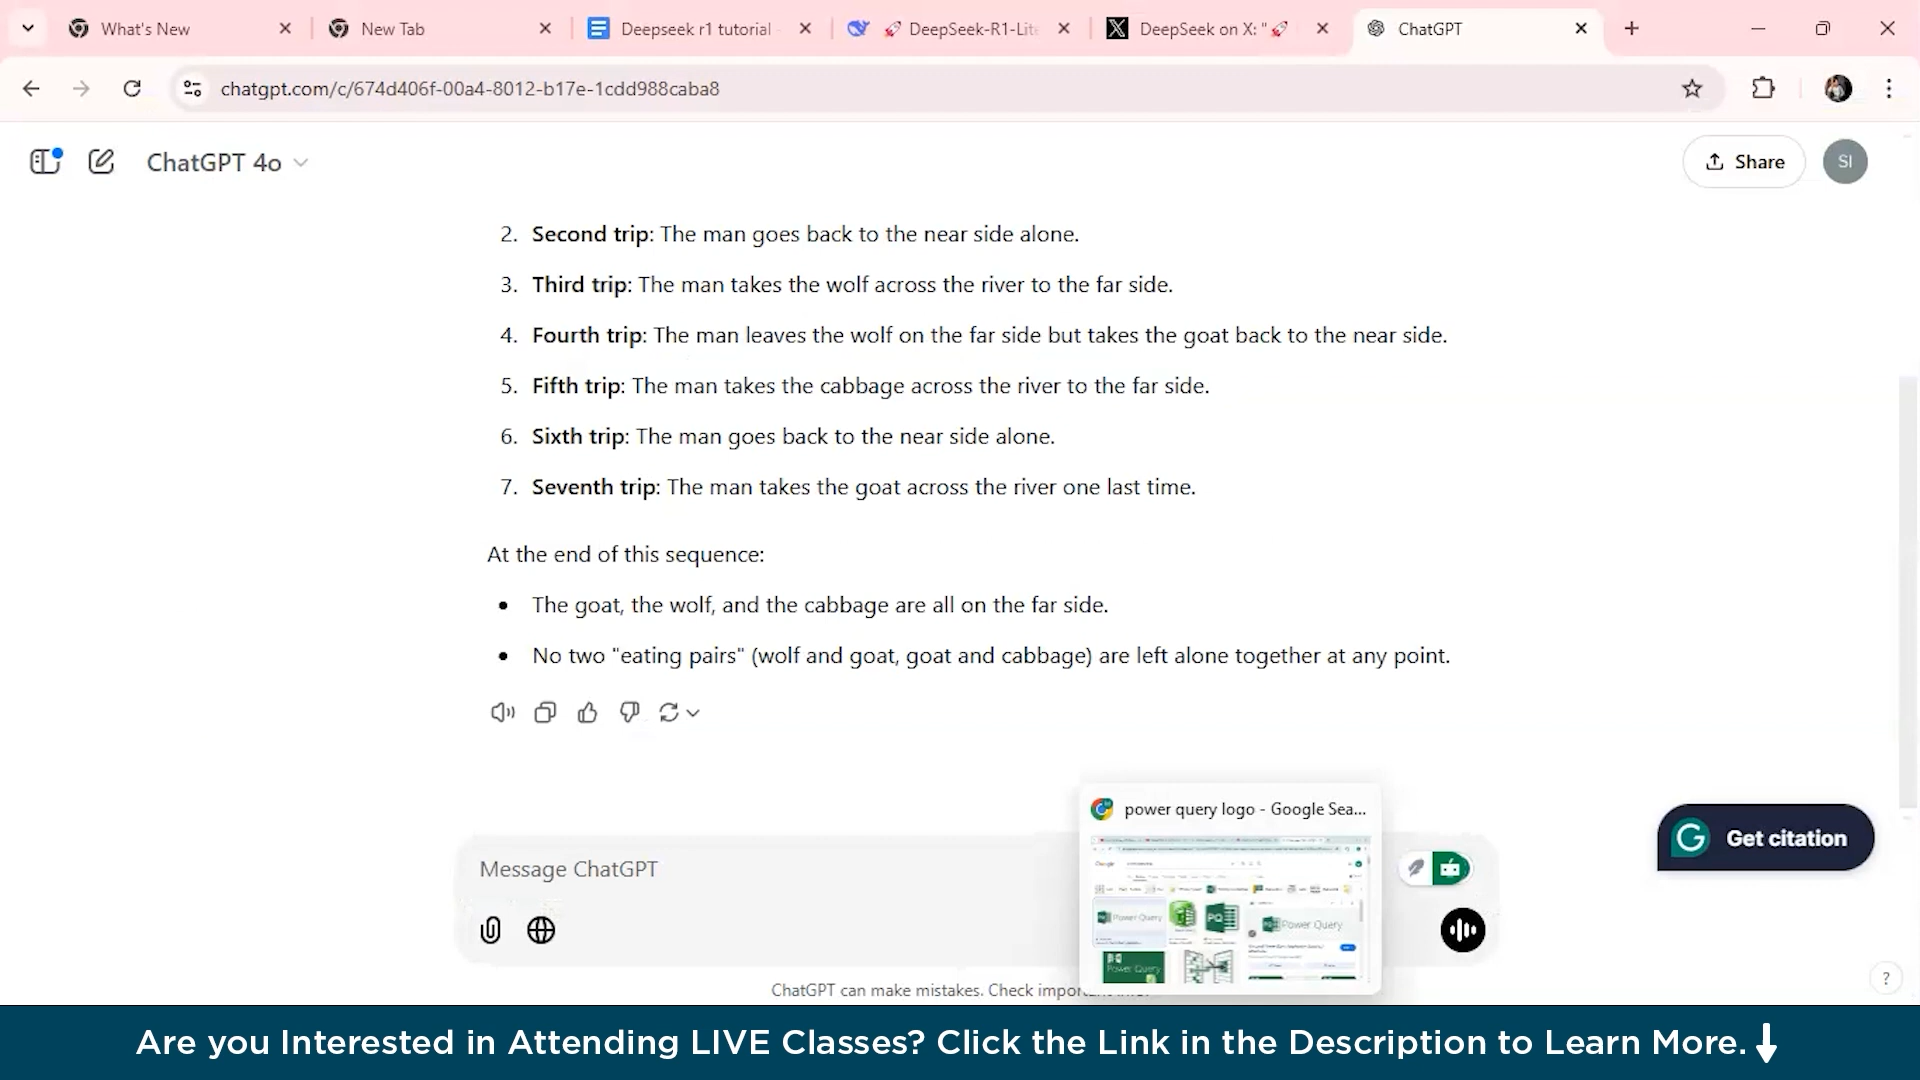 What's New
New Tab
Deepseek r1 tutorial
DeepSeek-R1-Lite
DeepSeek on X: "
ChatGPT
chatgpt.com/c/674d406f-00a4-8012-b17e-1cdd988caba8
ChatGPT 4o
Share
SI
2. Second trip: The man goes back to the near side alone.
3. Third trip: The man takes the wolf across the river to the far side.
4. Fourth trip: The man leaves the wolf on the far side but takes the goat back to the near side.
5. Fifth trip: The man takes the cabbage across the river to the far side.
6. Sixth trip: The man goes back to the near side alone.
7. Seventh trip: The man takes the goat across the river one last time.
At the end of this sequence:
• The goat, the wolf, and the cabbage are all on the far side.
• No two "eating pairs" (wolf and goat, goat and cabbage) are left alone together at any point.
power query logo - Google Sea...
Power Query
PQ
Power Query
Power Query
Get citation
Message ChatGPT
ChatGPT can make mistakes. Check
?
Are you Interested in Attending LIVE Classes? Click the Link in the Description to Learn More.